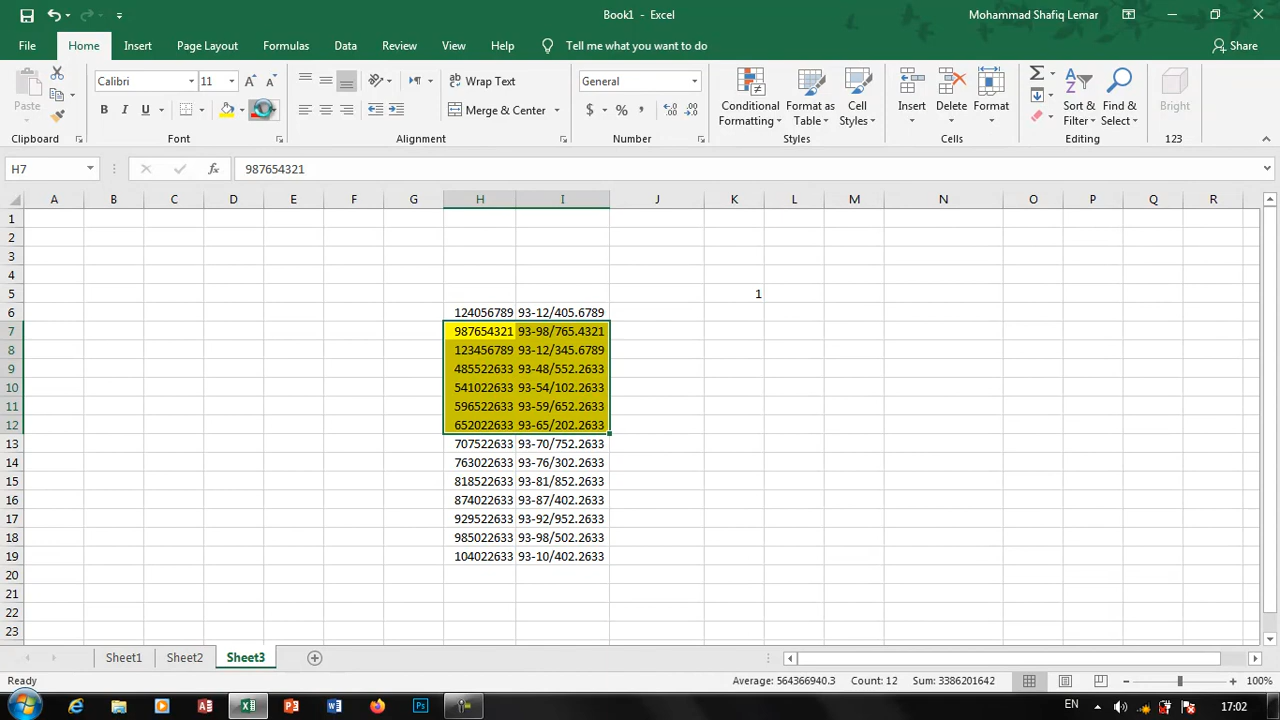 Book1 - Excel
Mohammad Shafiq Lemar
File Home Insert Page Layout Formulas Data Review View Help Tell me what you want to do Share
Paste
Clipboard
Calibri 11
B I U
Font
Wrap Text
Merge & Center
Alignment
General
$ % ,
Number
Conditional Formatting
Format Table
Cell Styles
Styles
Insert Delete Format
Cells
Sort & Filter
Find & Select
Editing
Bright
123
H7 fx 987654321
A B C D E F G H I J K L M N O P Q R
1
2
3
4
5 1
6 124056789 93-12/405.6789
7 987654321 93-98/765.4321
8 123456789 93-12/345.6789
9 485522633 93-48/552.2633
10 541022633 93-54/102.2633
11 596522633 93-59/652.2633
12 652022633 93-65/202.2633
13 707522633 93-70/752.2633
14 763022633 93-76/302.2633
15 818522633 93-81/852.2633
16 874022633 93-87/402.2633
17 929522633 93-92/952.2633
18 985022633 93-98/502.2633
19 104022633 93-10/402.2633
20
21
22
23
Sheet1 Sheet2 Sheet3
Ready Average: 564366940.3 Count: 12 Sum: 3386201642 100%
EN 17:02